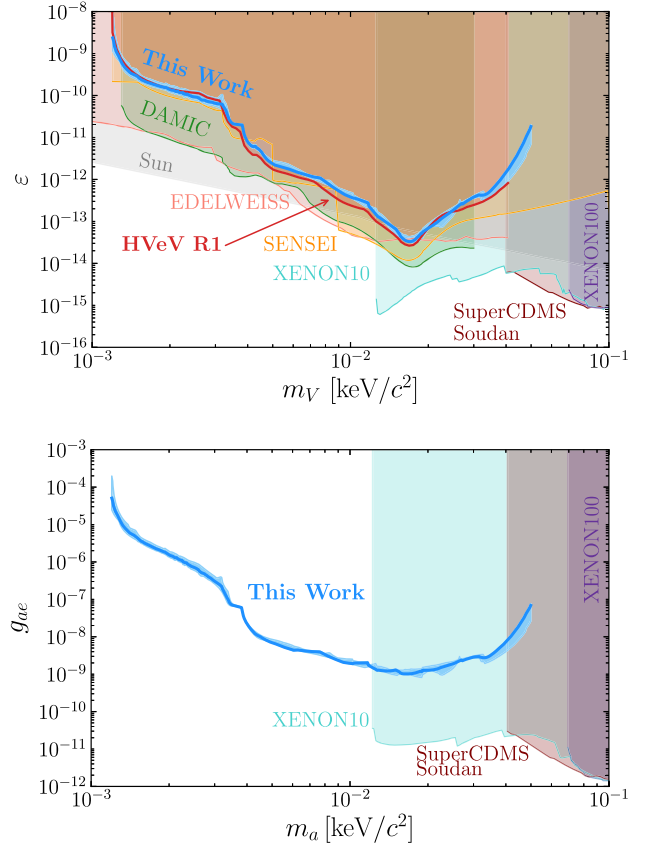 10⁻⁸
10⁻⁹
10⁻¹⁰
10⁻¹¹
10⁻¹²
10⁻¹³
10⁻¹⁴
10⁻¹⁵
10⁻¹⁶
ε
This Work
DAMIC
Sun
EDELWEISS
HVeV R1
SENSEI
XENON10
XENON100
SuperCDMS
Soudan
10⁻³
10⁻²
10⁻¹
m_V [keV/c²]
10⁻³
10⁻⁴
10⁻⁵
10⁻⁶
10⁻⁷
10⁻⁸
10⁻⁹
10⁻¹⁰
10⁻¹¹
10⁻¹²
g_ae
This Work
XENON100
XENON10
SuperCDMS
Soudan
10⁻³
10⁻²
10⁻¹
m_a [keV/c²]